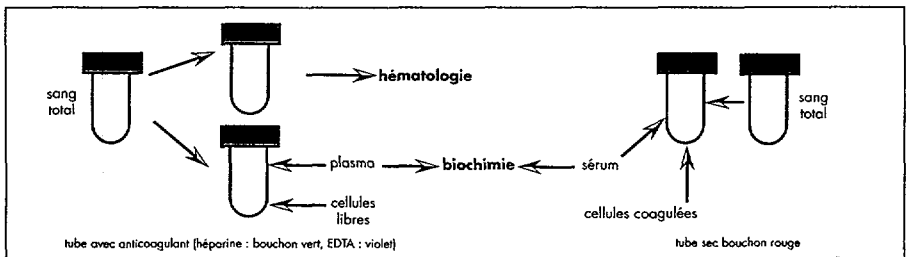 sang
total
hématologie
plasma
biochimie
sérum
sang
total
cellules
libres
cellules coagulées
tube avec anticoagulant (héparine : bouchon vert, EDTA : violet)
tube sec bouchon rouge